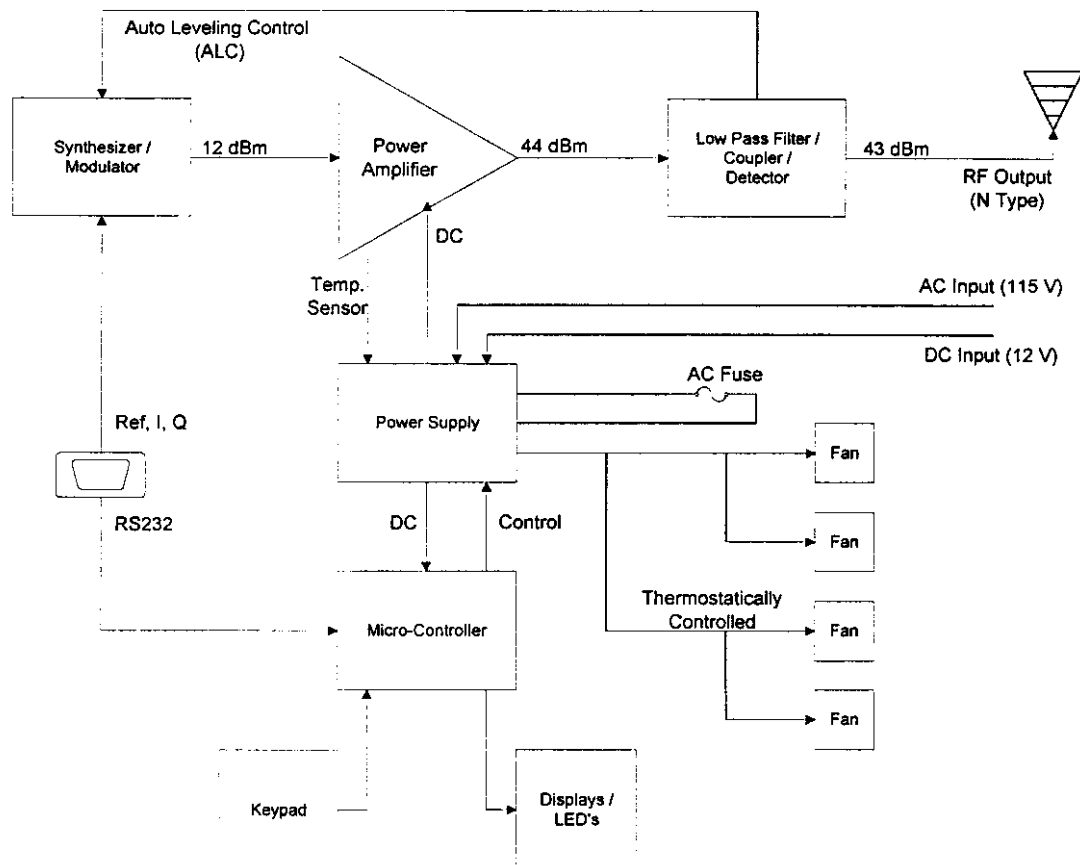 Auto Leveling Control
(ALC)
Synthesizer /
Modulator
12 dBm
Power
Amplifier
44 dBm
Low Pass Filter /
Coupler /
Detector
43 dBm
RF Output
(N Type)
DC
Temp.
Sensor
AC Input (115 V)
DC Input (12 V)
AC Fuse
Power Supply
Ref, I, Q
Fan
RS232
DC
Control
Fan
Thermostatically
Controlled
Micro-Controller
Fan
Fan
Keypad
Displays /
LED's